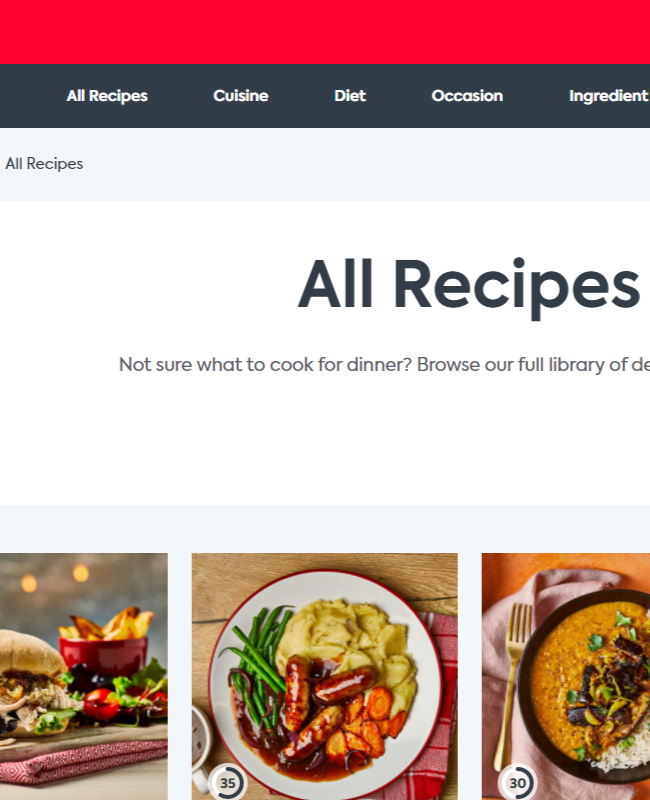 All Recipes Cuisine Diet Occasion Ingredient
All Recipes
All Recipes
Not sure what to cook for dinner? Browse our full library of de
35 30